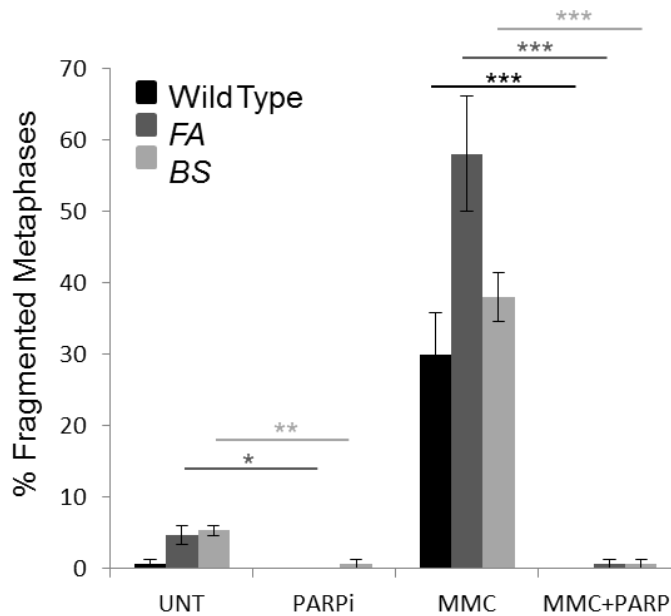 ***
***
***
70
Wild Type
60
FA
BS
50
40
30
20
**
*
10
0
% Fragmented Metaphases
UNT PARPi MMC MMC+PARP